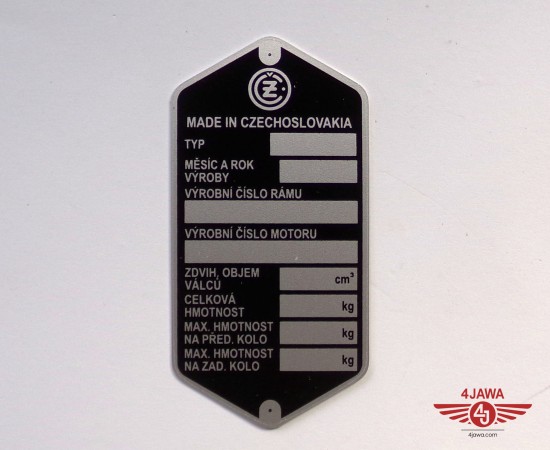 ČZ
MADE IN CZECHOSLOVAKIA
TYP
MĚSÍC A ROK
VÝROBY
VÝROBNÍ ČÍSLO RÁMU
VÝROBNÍ ČÍSLO MOTORU
ZDVIH, OBJEM
VÁLCŮ cm³
CELKOVÁ
HMOTNOST kg
MAX. HMOTNOST
NA PŘED. KOLO kg
MAX. HMOTNOST
NA ZAD. KOLO kg
4JAWA
4J
4jawa.com